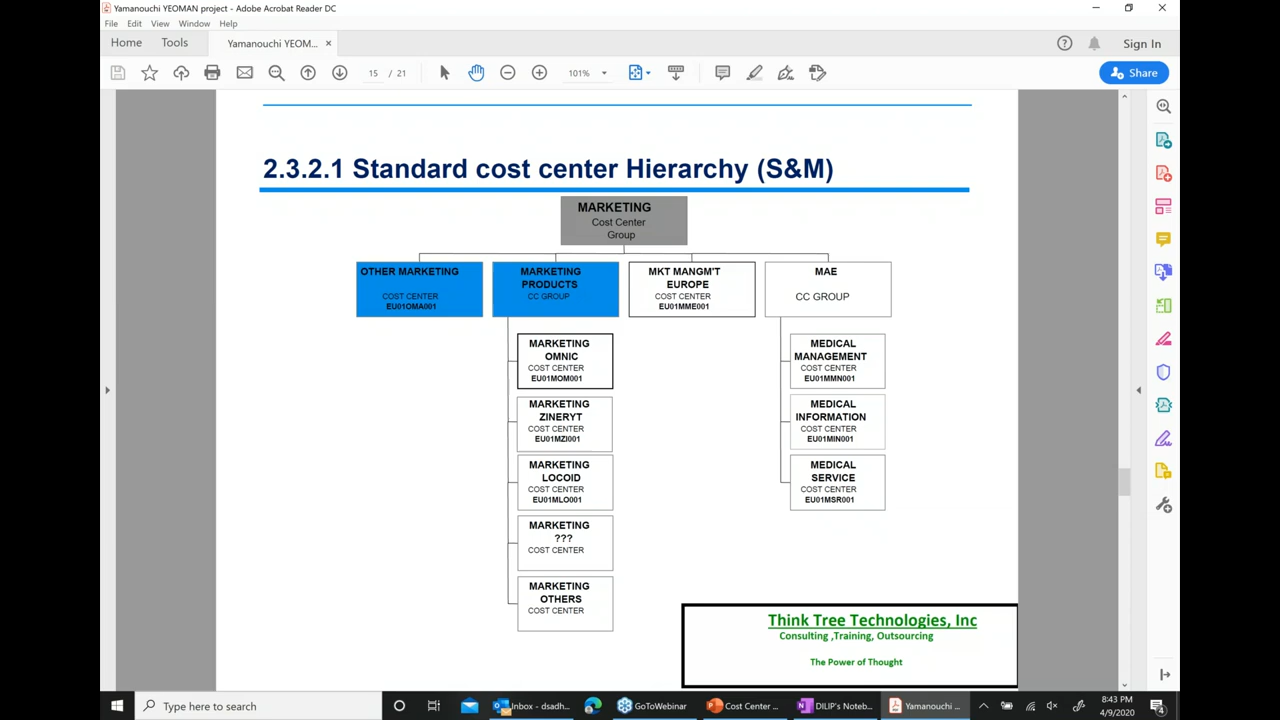 Yamanouchi YEOMAN project - Adobe Acrobat Reader DC
File Edit View Window Help
Home Tools Yamanouchi YEOM... × Sign In
15 / 21 101% Share
2.3.2.1 Standard cost center Hierarchy (S&M)
MARKETING
Cost Center
Group
OTHER MARKETING
COST CENTER
EU01OMA001
MARKETING
PRODUCTS
CC GROUP
MKT MANGM'T
EUROPE
COST CENTER
EU01MME001
MAE
CC GROUP
MARKETING
OMNIC
COST CENTER
EU01MOM001
MARKETING
ZINERYT
COST CENTER
EU01MZI001
MARKETING
LOCOID
COST CENTER
EU01MLO001
MARKETING
???
COST CENTER
MARKETING
OTHERS
COST CENTER
MEDICAL
MANAGEMENT
COST CENTER
EU01MMN001
MEDICAL
INFORMATION
COST CENTER
EU01MIN001
MEDICAL
SERVICE
COST CENTER
EU01MSR001
Think Tree Technologies, Inc
Consulting ,Training, Outsourcing
The Power of Thought
Type here to search
Inbox - dsadh...
GoToWebinar
Cost Center ...
DILIP's Noteb...
Yamanouchi ...
8:43 PM
4/9/2020
4